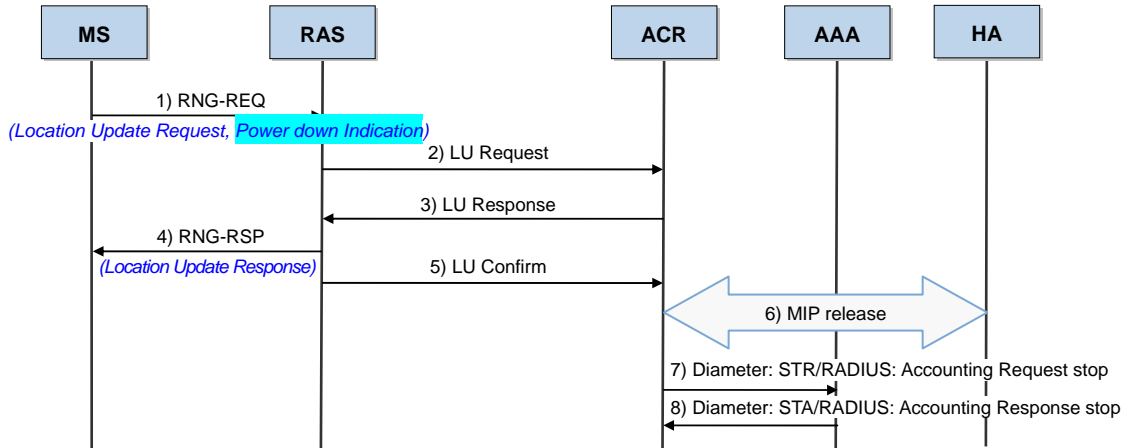 MS
RAS
ACR
AAA
HA
1) RNG-REQ
(Location Update Request, Power down Indication)
2) LU Request
3) LU Response
4) RNG-RSP
(Location Update Response)
5) LU Confirm
6) MIP release
7) Diameter: STR/RADIUS: Accounting Request stop
8) Diameter: STA/RADIUS: Accounting Response stop